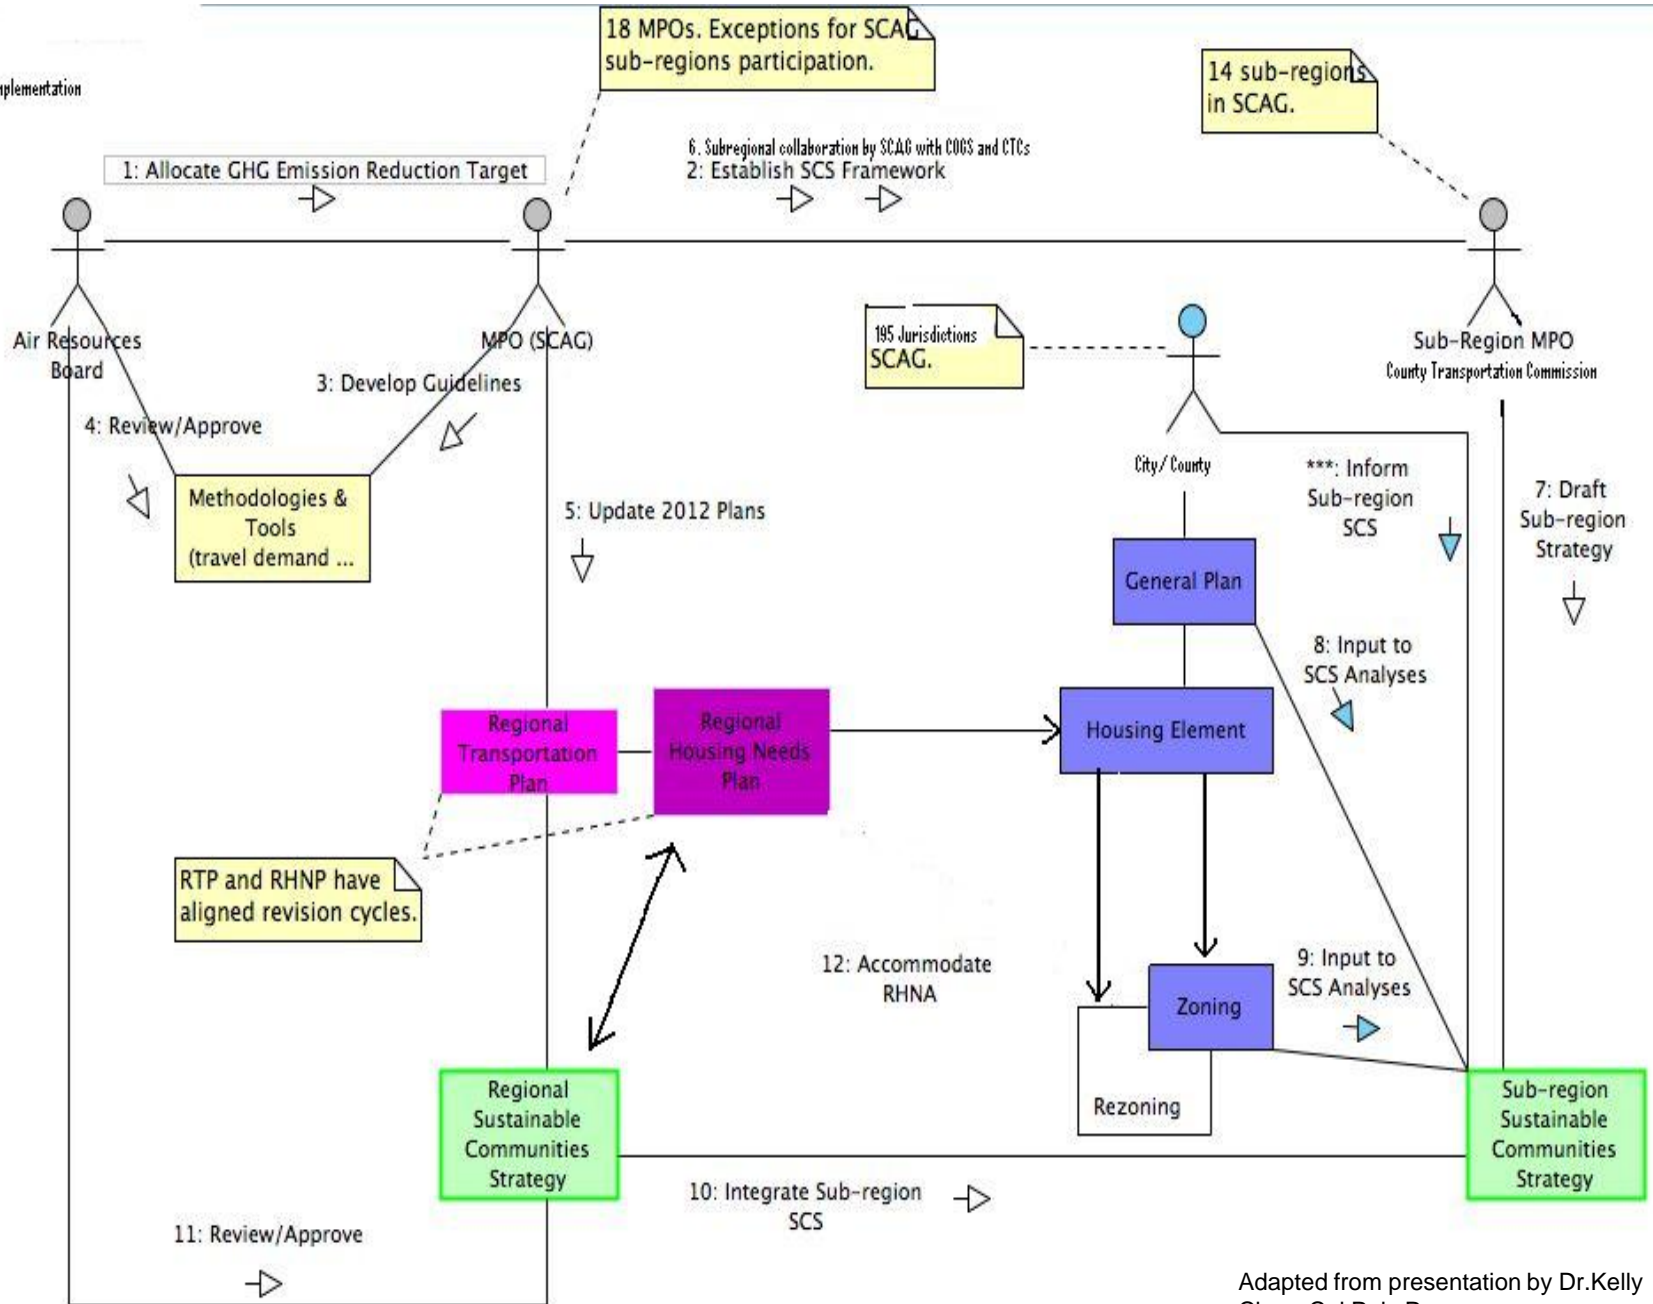 18 MPOs. Exceptions for SCAG
sub-regions participation.
14 sub-regions
in SCAG.
1: Allocate GHG Emission Reduction Target
6. Subregional collaboration by SCAG with COGS and CTCs
2: Establish SCS Framework
Air Resources
Board
MPO (SCAG)
195 Jurisdictions
SCAG.
Sub-Region MPO
County Transportation Commission
3: Develop Guidelines
4: Review/Approve
City/ County
***: Inform
Sub-region
SCS
7: Draft
Sub-region
Strategy
Methodologies &
Tools
(travel demand ...
5: Update 2012 Plans
General Plan
8: Input to
SCS Analyses
Regional
Transportation
Plan
Regional
Housing Needs
Plan
Housing Element
RTP and RHNP have
aligned revision cycles.
12: Accommodate
RHNA
9: Input to
SCS Analyses
Zoning
Rezoning
Regional
Sustainable
Communities
Strategy
Sub-region
Sustainable
Communities
Strategy
10: Integrate Sub-region
SCS
11: Review/Approve
Adapted from presentation by Dr.Kelly